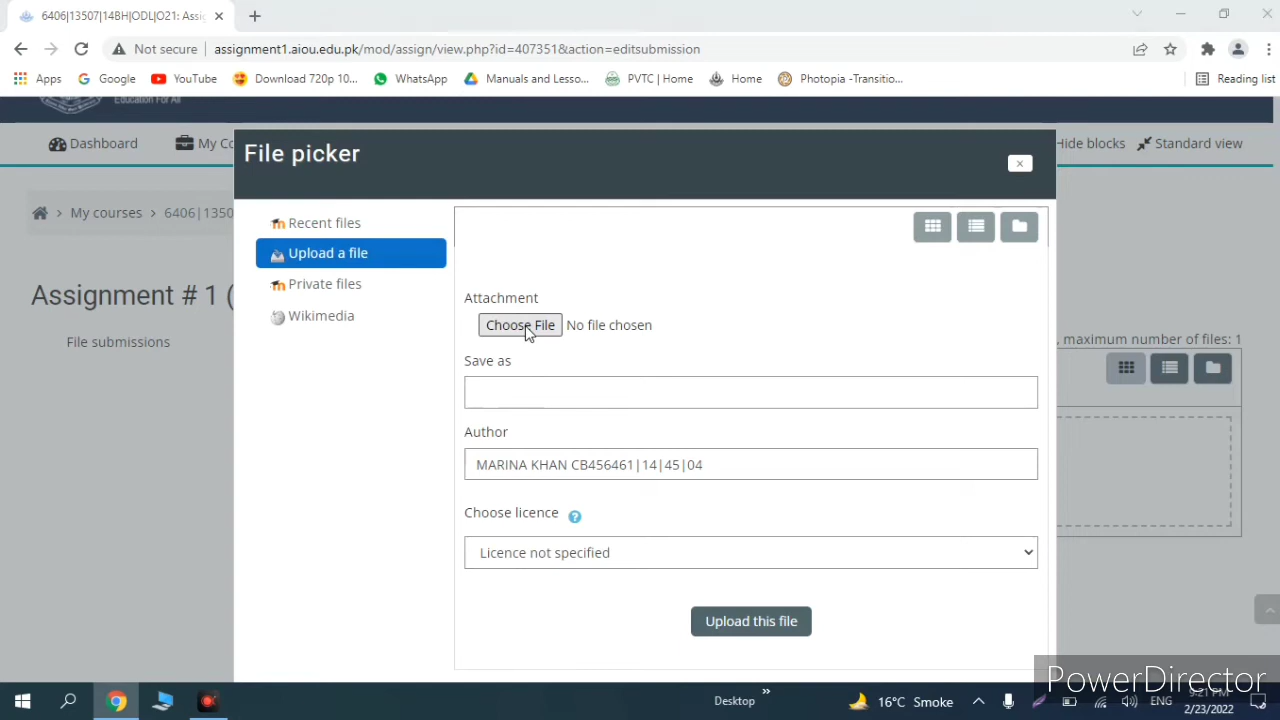 6406|13507|14BH|ODL|O21: Assi
Not secure assignment1.aiou.edu.pk/mod/assign/view.php?id=407351&action=editsubmission
Apps Google YouTube Download 720p 10... WhatsApp Manuals and Lesso... PVTC | Home Home Photopia -Transitio... Reading list
Education For All
Dashboard My Co Hide blocks Standard view
File picker
My courses > 6406|1350
Recent files
Upload a file
Private files
Wikimedia
Assignment # 1 (
File submissions
Attachment
Choose File No file chosen
, maximum number of files: 1
Save as
Author
MARINA KHAN CB456461|14|45|04
Choose licence
Licence not specified
Upload this file
PowerDirector
Desktop 16°C Smoke ENG 9:21 PM
2/23/2022